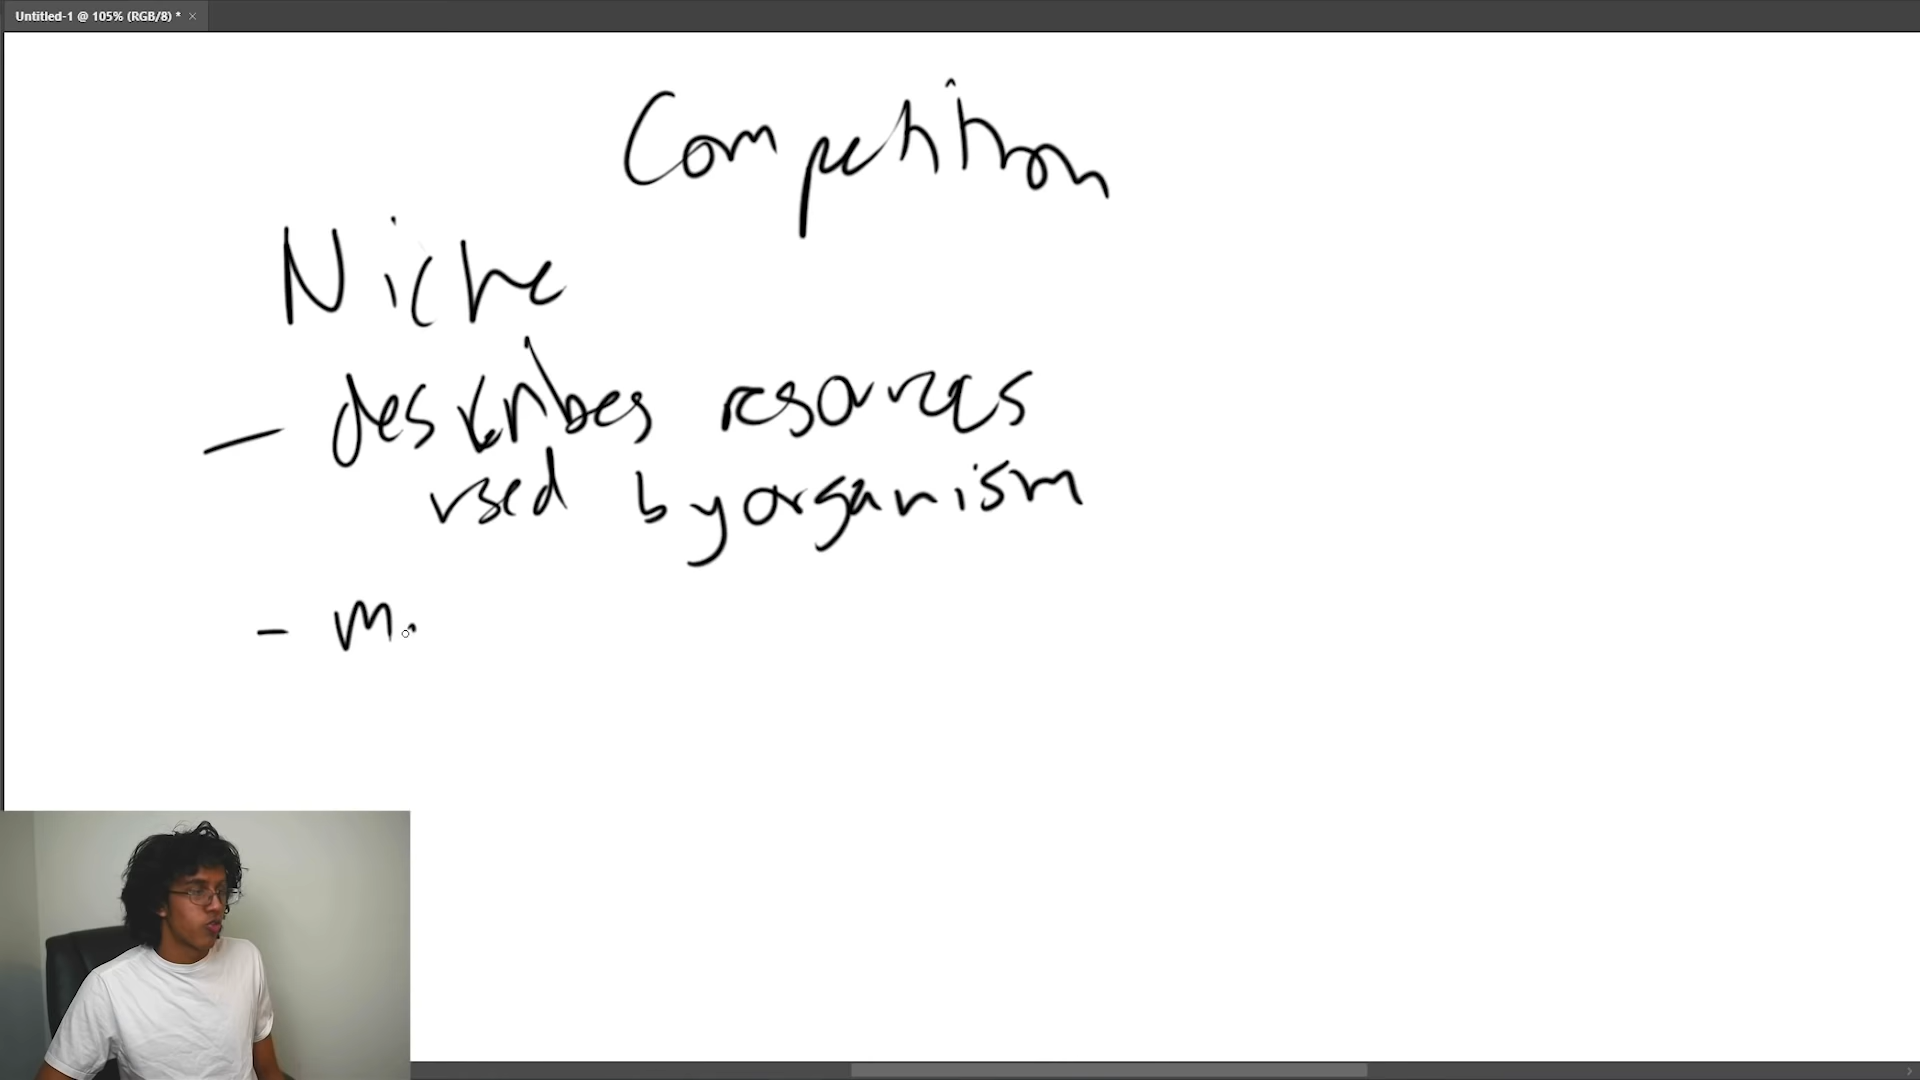 Untitled-1 @ 105% (RGB/8) *
Competition
Niche
- describes resources
used by organism
- m